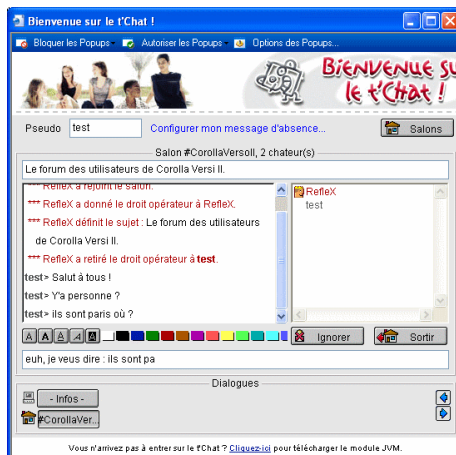 Bienvenue sur le t'Chat !
Bloquer les Popups Autoriser les Popups Options des Popups...
BIENVENUE SU
le t'Chat !
Pseudo test Configurer mon message d'absence... Salons
Salon #CorollaVersoII, 2 chateur(s)
Le forum des utilisateurs de Corolla Versi II.
*** RefleX a rejoint le salon.
*** RefleX a donné le droit opérateur à RefleX.
*** RefleX définit le sujet : Le forum des utilisateurs
de Corolla Versi II.
*** RefleX a retiré le droit opérateur à test.
test> Salut à tous !
test> Y'a personne ?
test> ils sont paris où ?
RefleX
test
A A A A A Ignorer Sortir
euh, je veus dire : ils sont pa
Dialogues
- Infos -
#CorollaVer...
Vous n'arrivez pas à entrer sur le t'Chat ? Cliquez-ici pour télécharger le module JVM.